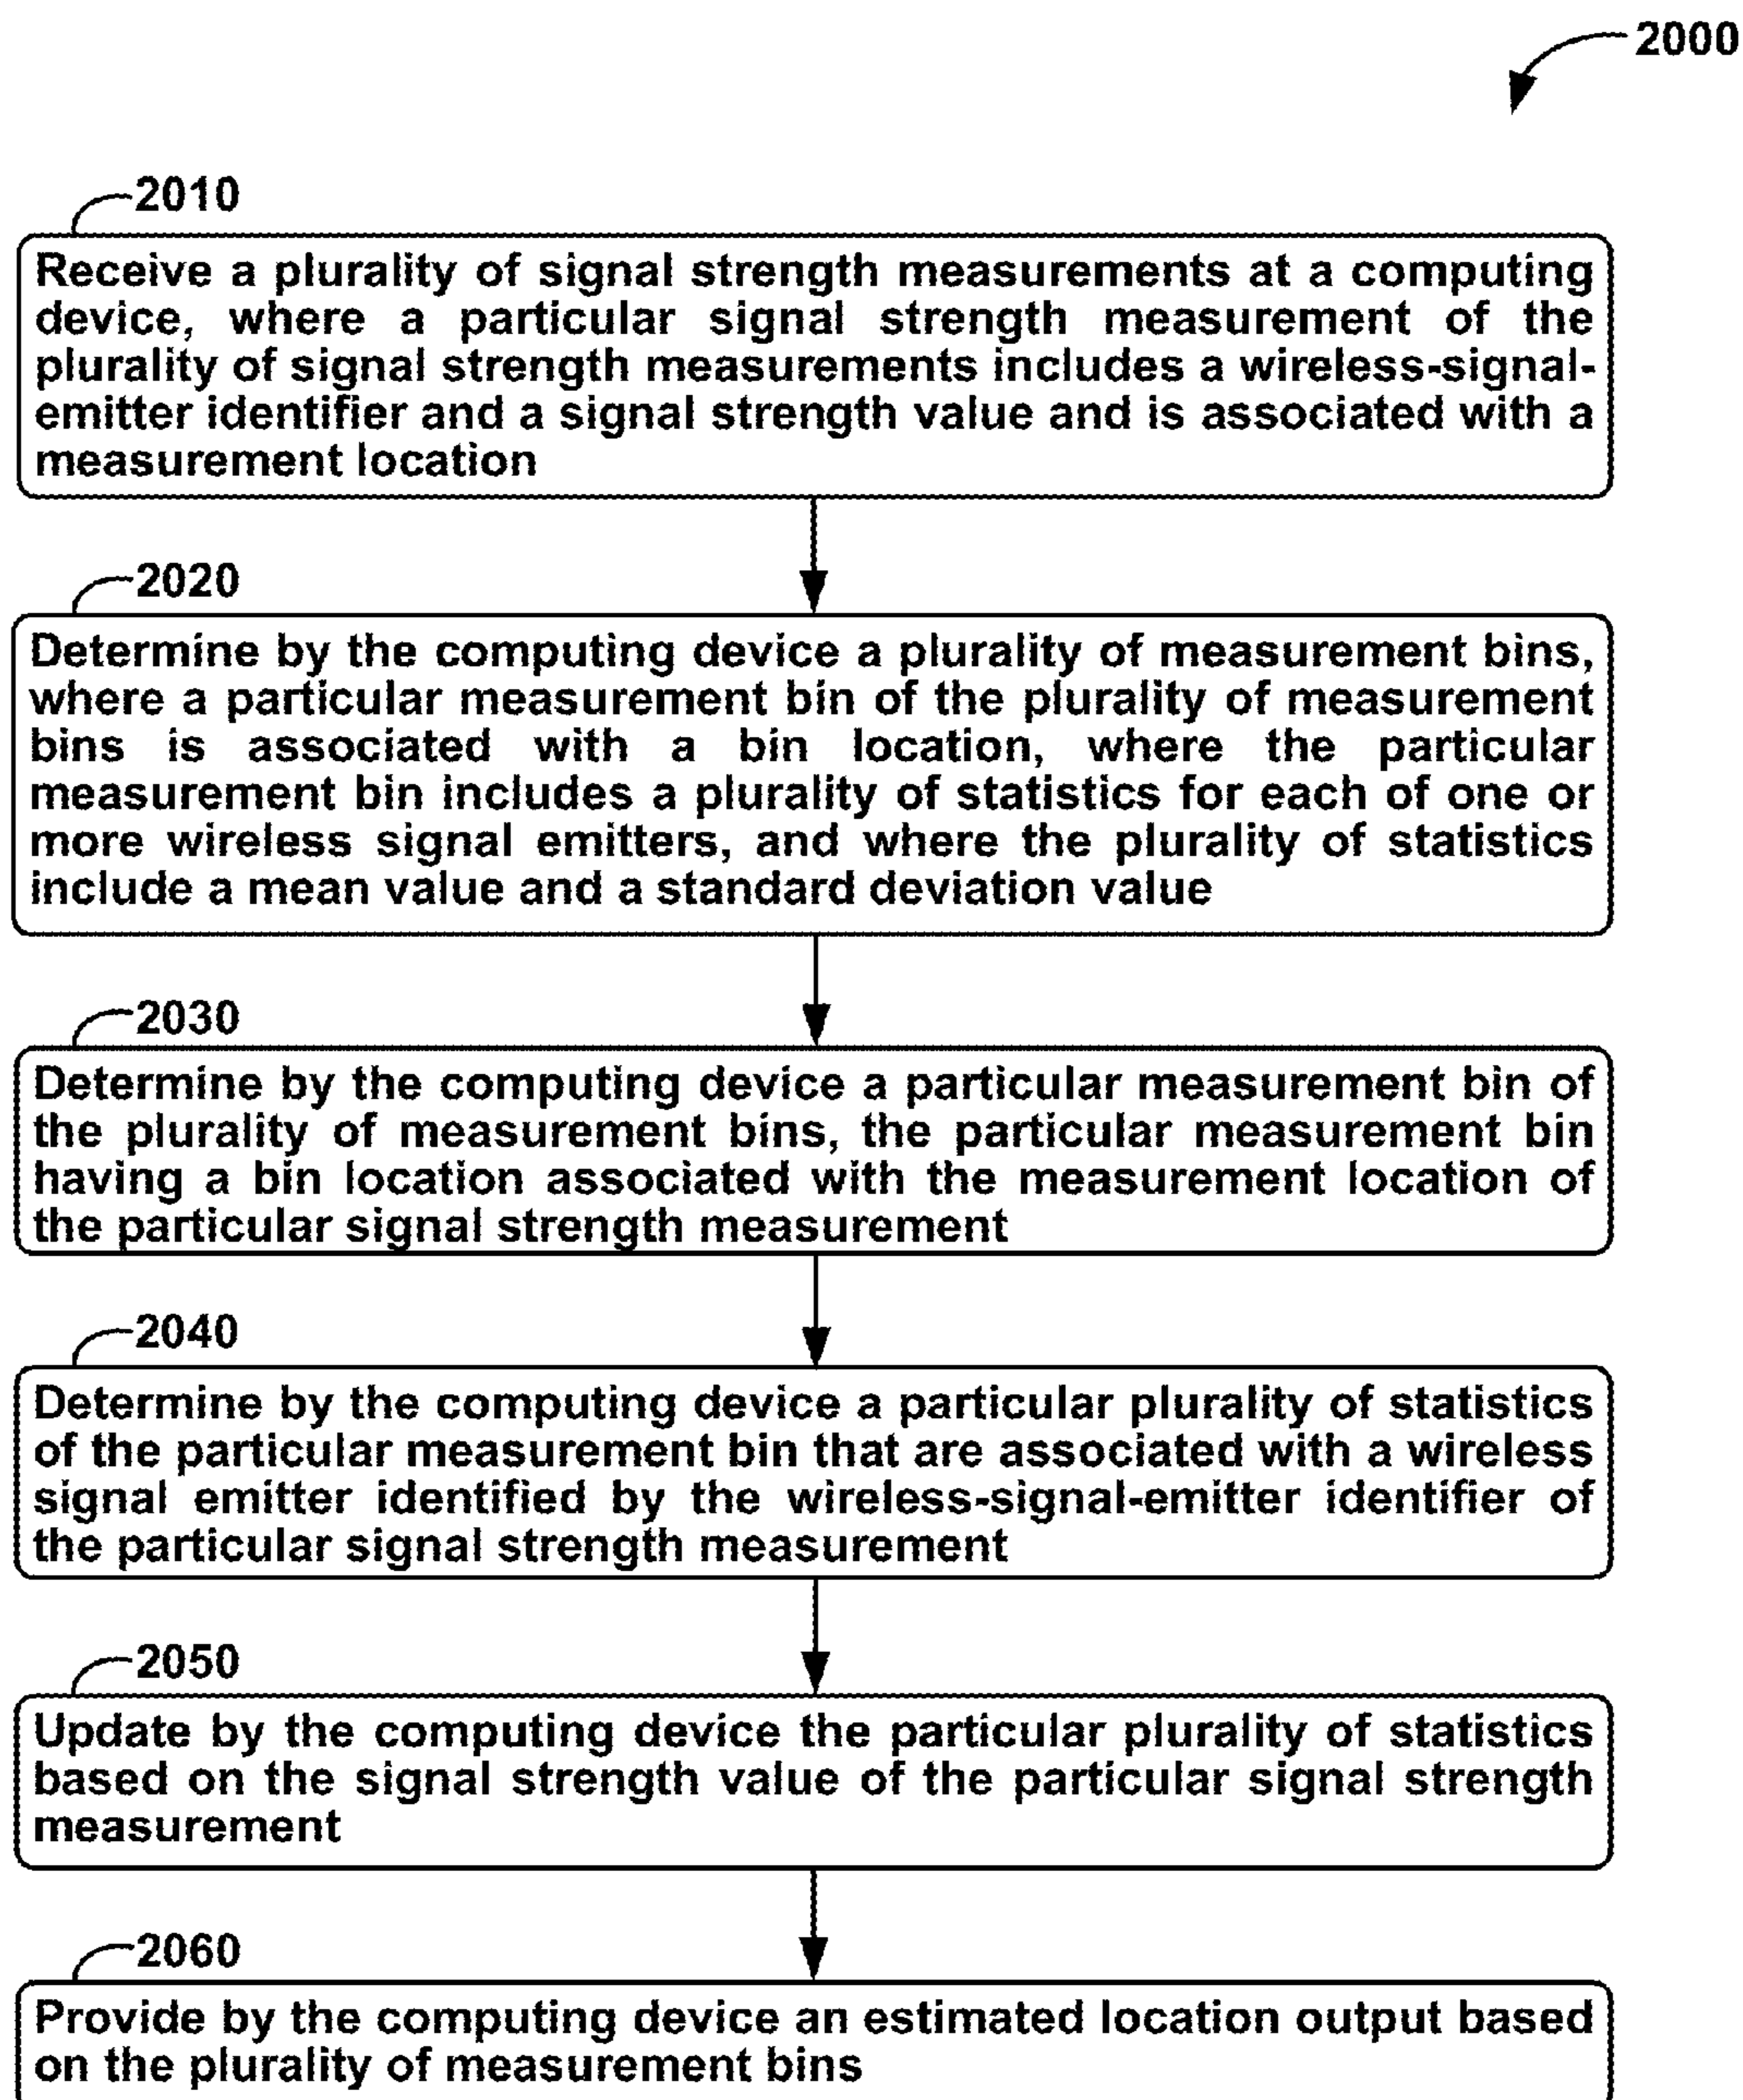 2000
2010
Receive a plurality of signal strength measurements at a computing
device, where a particular signal strength measurement of the
plurality of signal strength measurements includes a wireless-signal-
emitter identifier and a signal strength value and is associated with a
measurement location
2020
Determine by the computing device a plurality of measurement bins,
where a particular measurement bin of the plurality of measurement
bins is associated with a bin location, where the particular
measurement bin includes a plurality of statistics for each of one or
more wireless signal emitters, and where the plurality of statistics
include a mean value and a standard deviation value
2030
Determine by the computing device a particular measurement bin of
the plurality of measurement bins, the particular measurement bin
having a bin location associated with the measurement location of
the particular signal strength measurement
2040
Determine by the computing device a particular plurality of statistics
of the particular measurement bin that are associated with a wireless
signal emitter identified by the wireless-signal-emitter identifier of
the particular signal strength measurement
2050
Update by the computing device the particular plurality of statistics
based on the signal strength value of the particular signal strength
measurement
2060
Provide by the computing device an estimated location output based
on the plurality of measurement bins